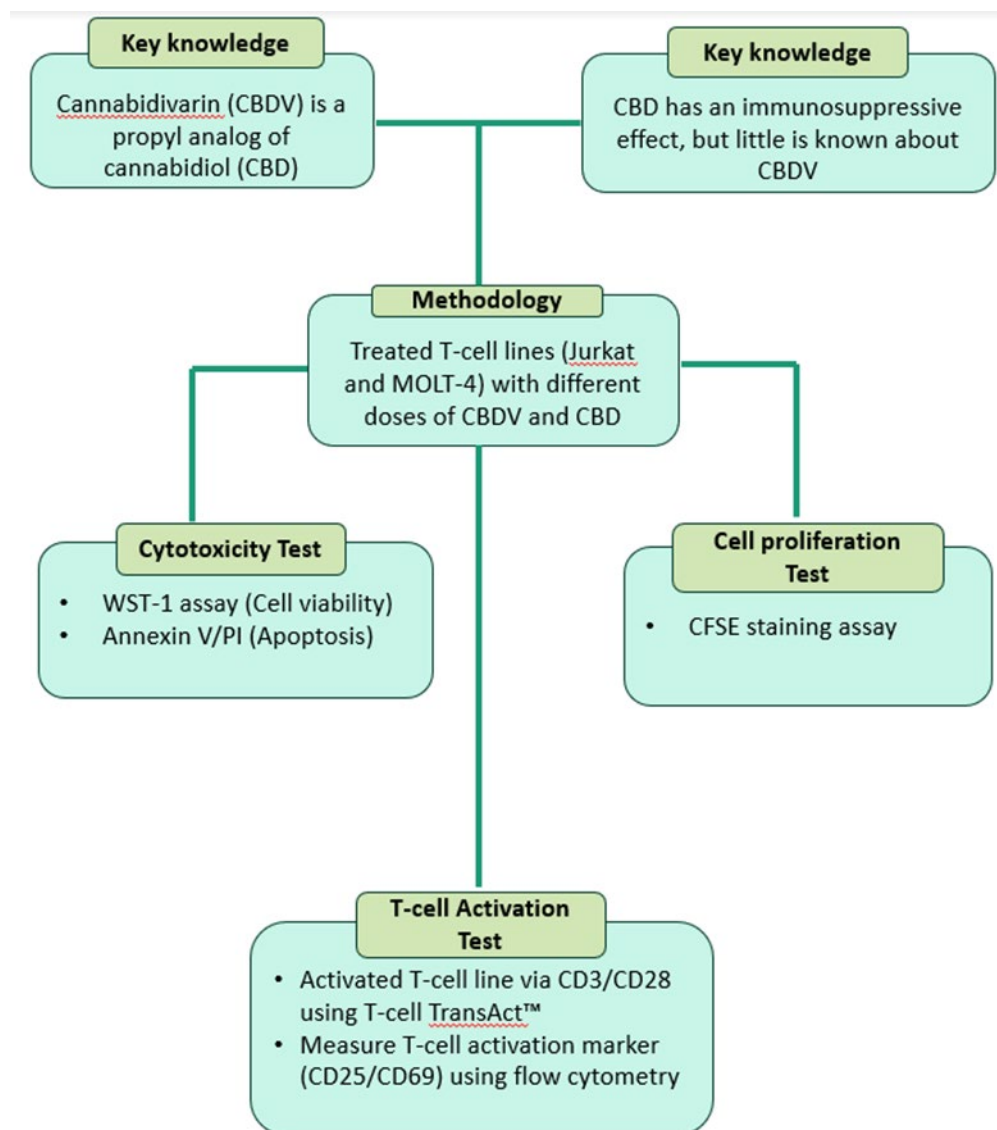 Key knowledge
Cannabidivarin (CBDV) is a
propyl analog of
cannabidiol (CBD)
Key knowledge
CBD has an immunosuppressive
effect, but little is known about
CBDV
Methodology
Treated T-cell lines (Jurkat
and MOLT-4) with different
doses of CBDV and CBD
Cytotoxicity Test
• WST-1 assay (Cell viability)
• Annexin V/PI (Apoptosis)
Cell proliferation
Test
• CFSE staining assay
T-cell Activation
Test
• Activated T-cell line via CD3/CD28
using T-cell TransAct™
• Measure T-cell activation marker
(CD25/CD69) using flow cytometry